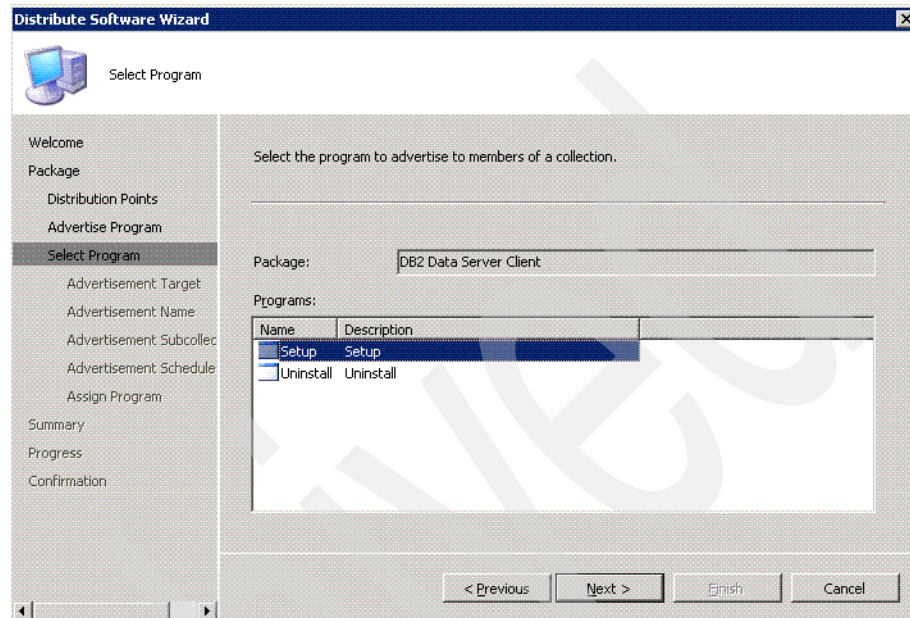 Distribute Software Wizard
Select Program
Welcome
Package
Distribution Points
Advertise Program
Select Program
Advertisement Target
Advertisement Name
Advertisement Subcollec
Advertisement Schedule
Assign Program
Summary
Progress
Confirmation
Select the program to advertise to members of a collection.
Package: DB2 Data Server Client
Programs:
Name Description
Setup Setup
Uninstall Uninstall
< Previous Next > Finish Cancel